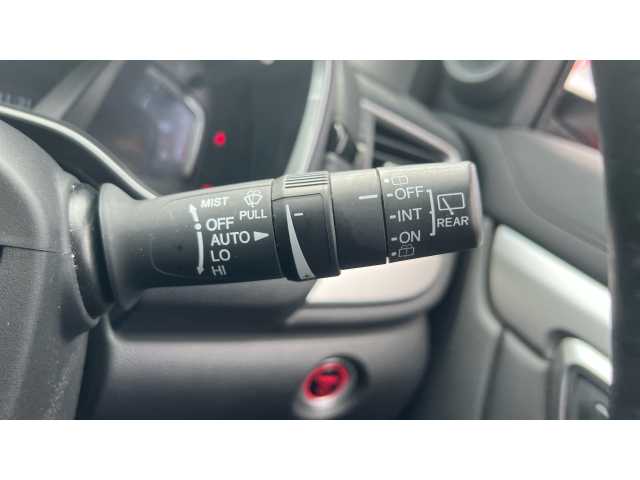 MIST
OFF
AUTO
LO
HI
PULL
OFF
INT
ON
REAR